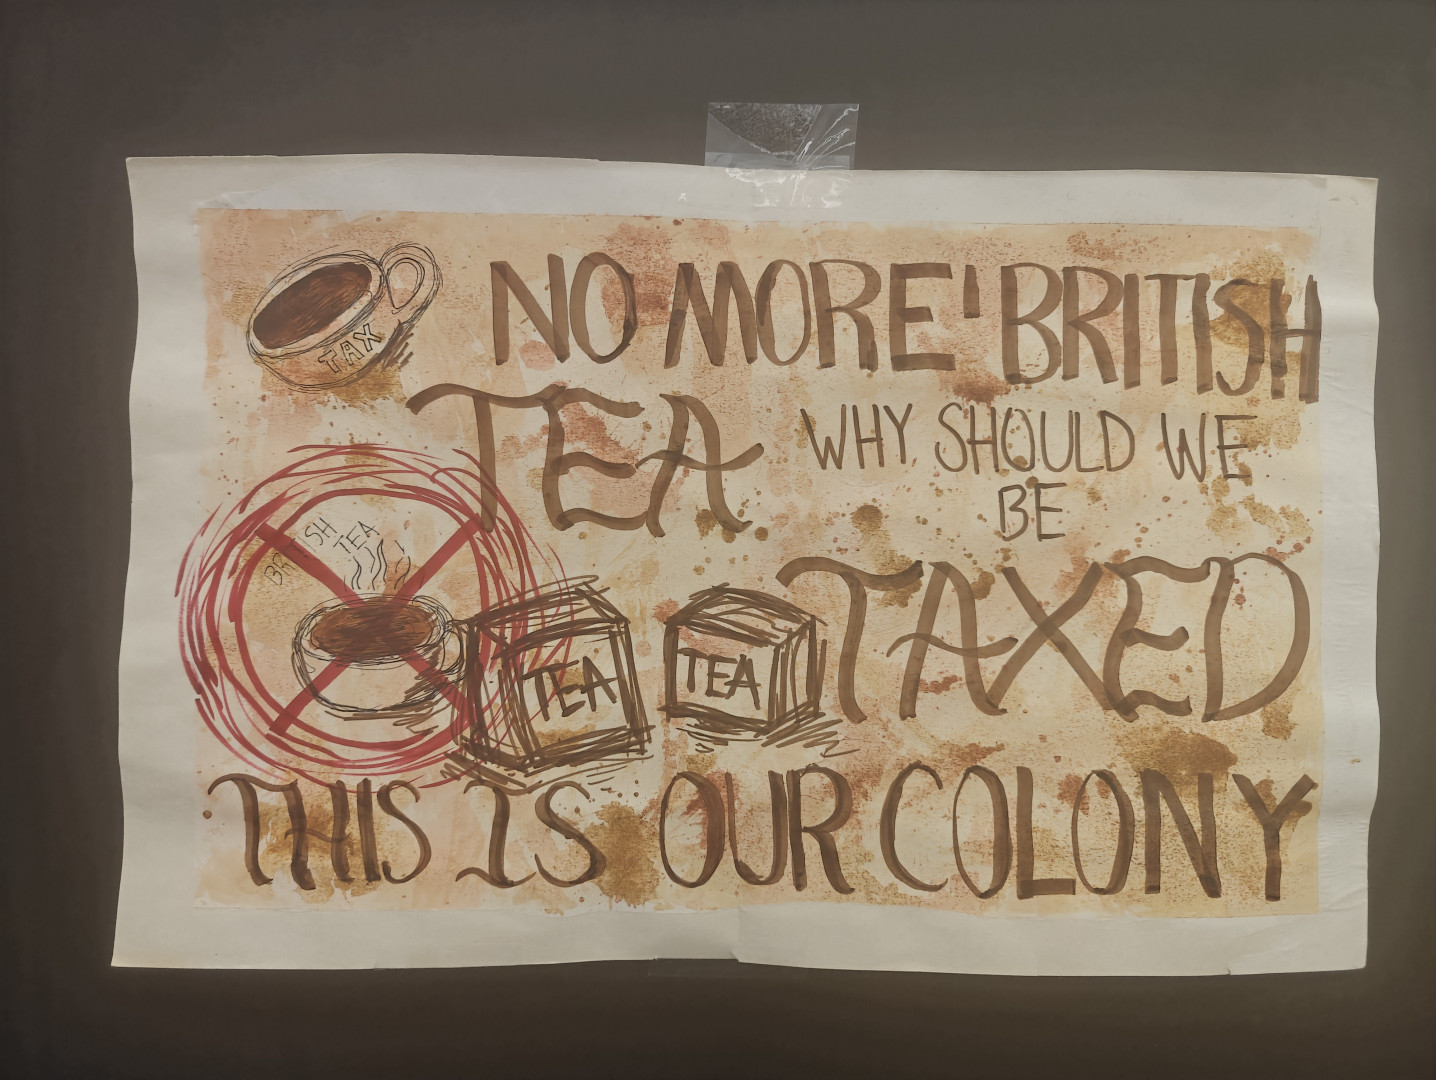 TAX
NO MORE' BRITISH
TEA WHY SHOULD WE
BE
BRITISH TEA
TEA TEA TAXED
THIS IS OUR COLONY